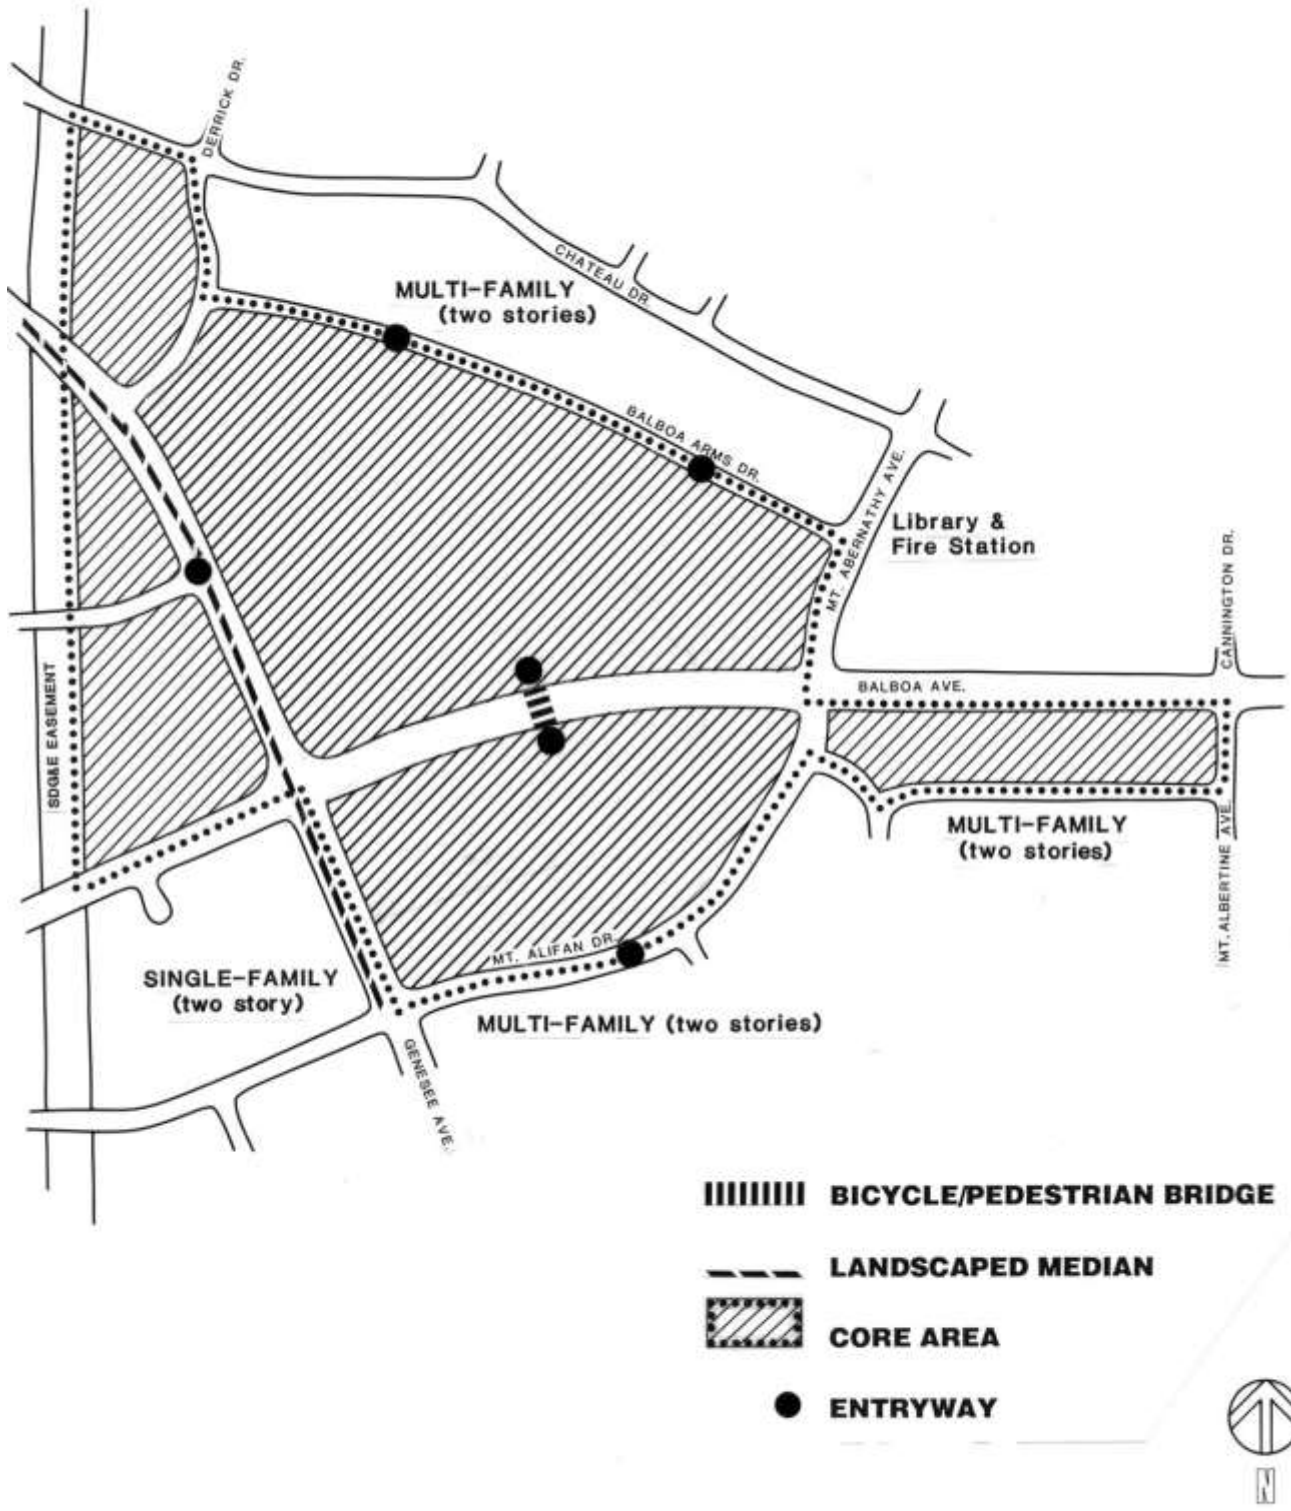 DERRICK DR.
CHATEAU DR.
MULTI-FAMILY
(two stories)
BALBOA ARMS DR.
MT. ABERNATHY AVE.
Library &
Fire Station
CANNINGTON DR.
BALBOA AVE.
SDG&E EASEMENT
MULTI-FAMILY
(two stories)
MT. ALBERTINE AVE.
MT. ALIFAN DR.
SINGLE-FAMILY
(two story)
MULTI-FAMILY (two stories)
GENESEE AVE.
BICYCLE/PEDESTRIAN BRIDGE
LANDSCAPED MEDIAN
CORE AREA
ENTRYWAY
N